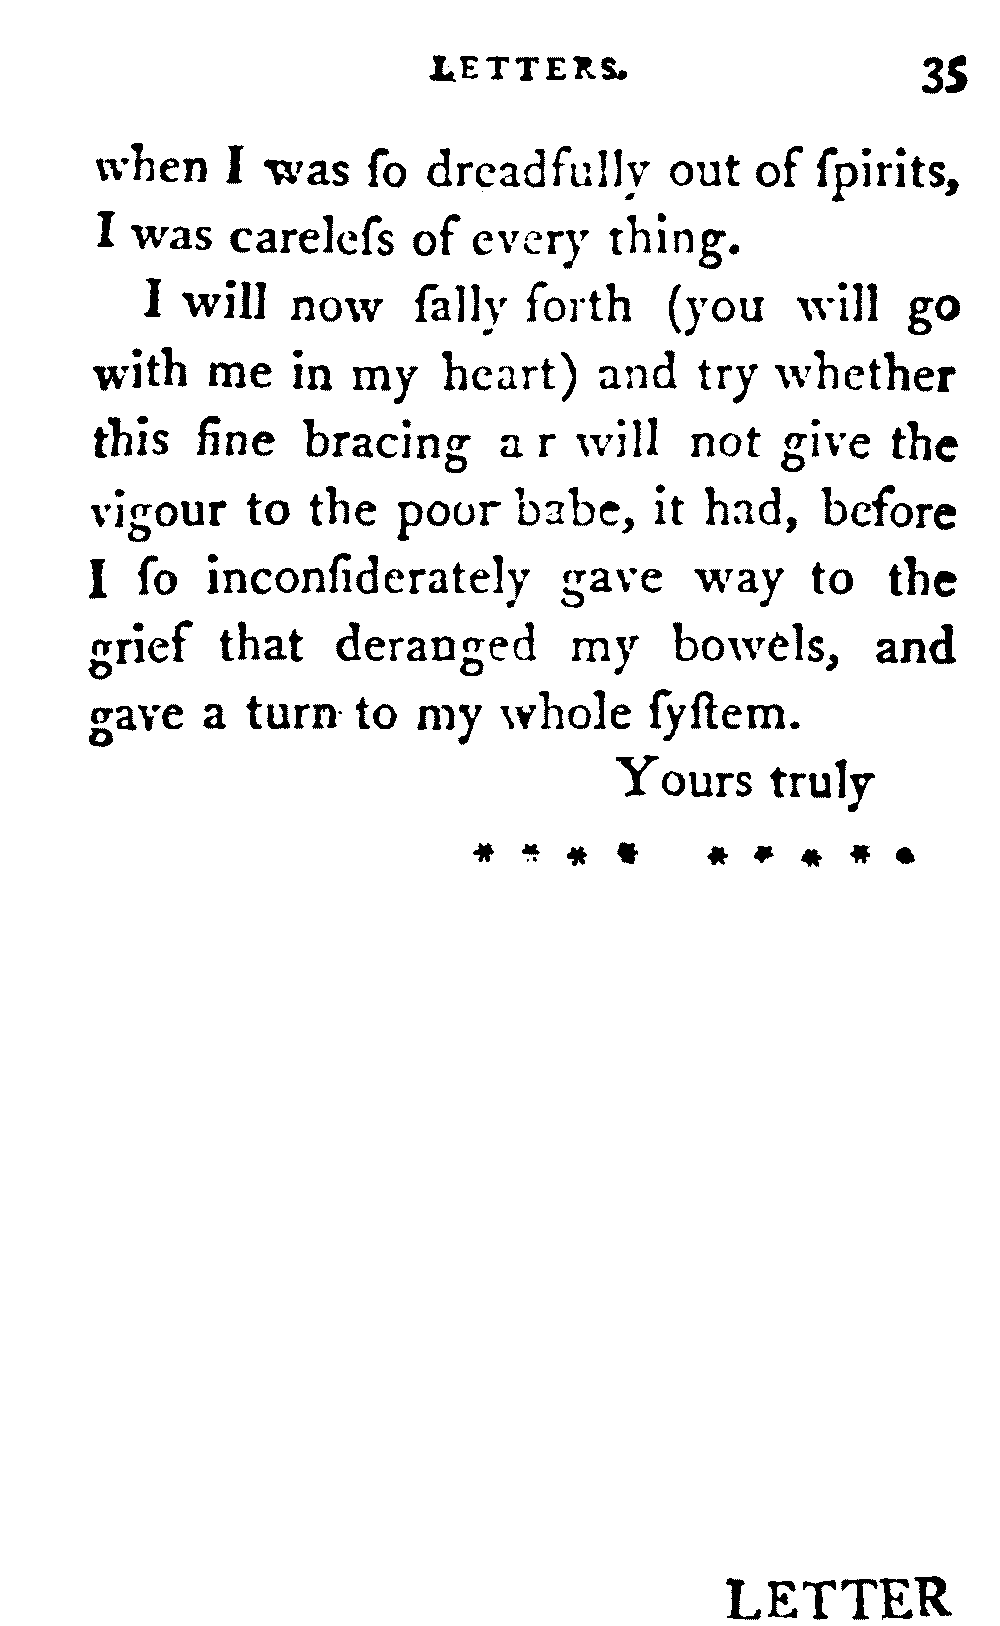 LETTERS. 35
when I was ſo dreadfully out of ſpirits,
I was careleſs of every thing.
I will now ſally forth (you will go
with me in my heart) and try whether
this fine bracing a r will not give the
vigour to the poor babe, it had, before
I ſo inconſiderately gave way to the
grief that deranged my bowels, and
gave a turn to my whole ſyſtem.
Yours truly
* * * * * * * * *
LETTER